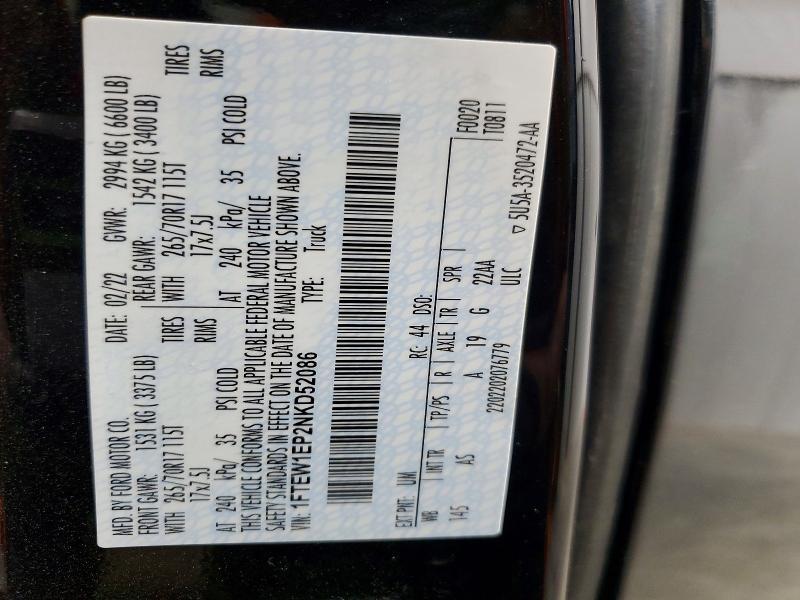 MFD. BY FORD MOTOR CO. DATE: 02/22 GVWR: 2994 KG ( 6600 LB)
FRONT GAWR: 1531 KG ( 3375 LB) REAR GAWR: 1542 KG ( 3400 LB)
WITH 265/70R17 115T TIRES WITH 265/70R17 115T TIRES
17x7.5J RIMS 17x7.5J RIMS
AT 240 kPa/ 35 PSI COLD AT 240 kPa/ 35 PSI COLD
THIS VEHICLE CONFORMS TO ALL APPLICABLE FEDERAL MOTOR VEHICLE
SAFETY STANDARDS IN EFFECT ON THE DATE OF MANUFACTURE SHOWN ABOVE.
VIN: 1FTEW1EP2NKD52086 TYPE: Truck
EXT PNT: UM RC: 44 DSO: F0020
WB | INT TR | TP/PS | R | AXLE | TR | SPR | T0811
145 AS A 19 G 22AA
2202202076779 ULC
▽ 5U5A-3520472-AA